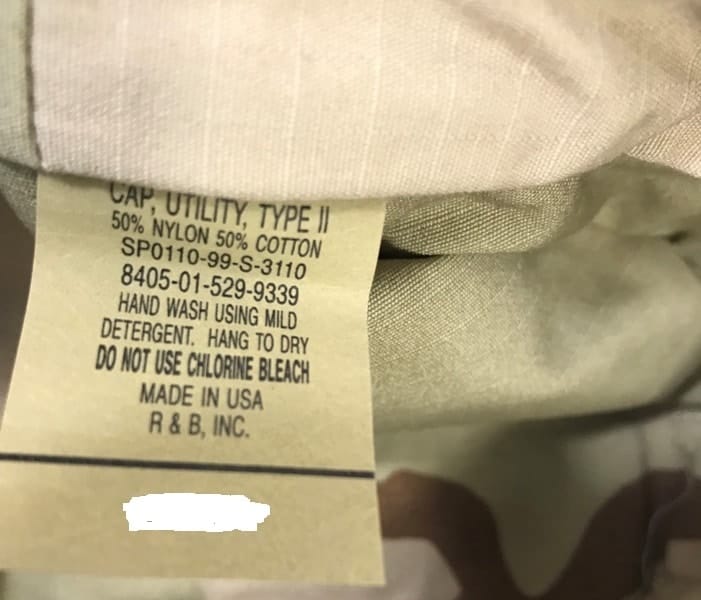 CAP, UTILITY, TYPE II
50% NYLON 50% COTTON
SP0110-99-S-3110
8405-01-529-9339
HAND WASH USING MILD
DETERGENT. HANG TO DRY
DO NOT USE CHLORINE BLEACH
MADE IN USA
R & B, INC.